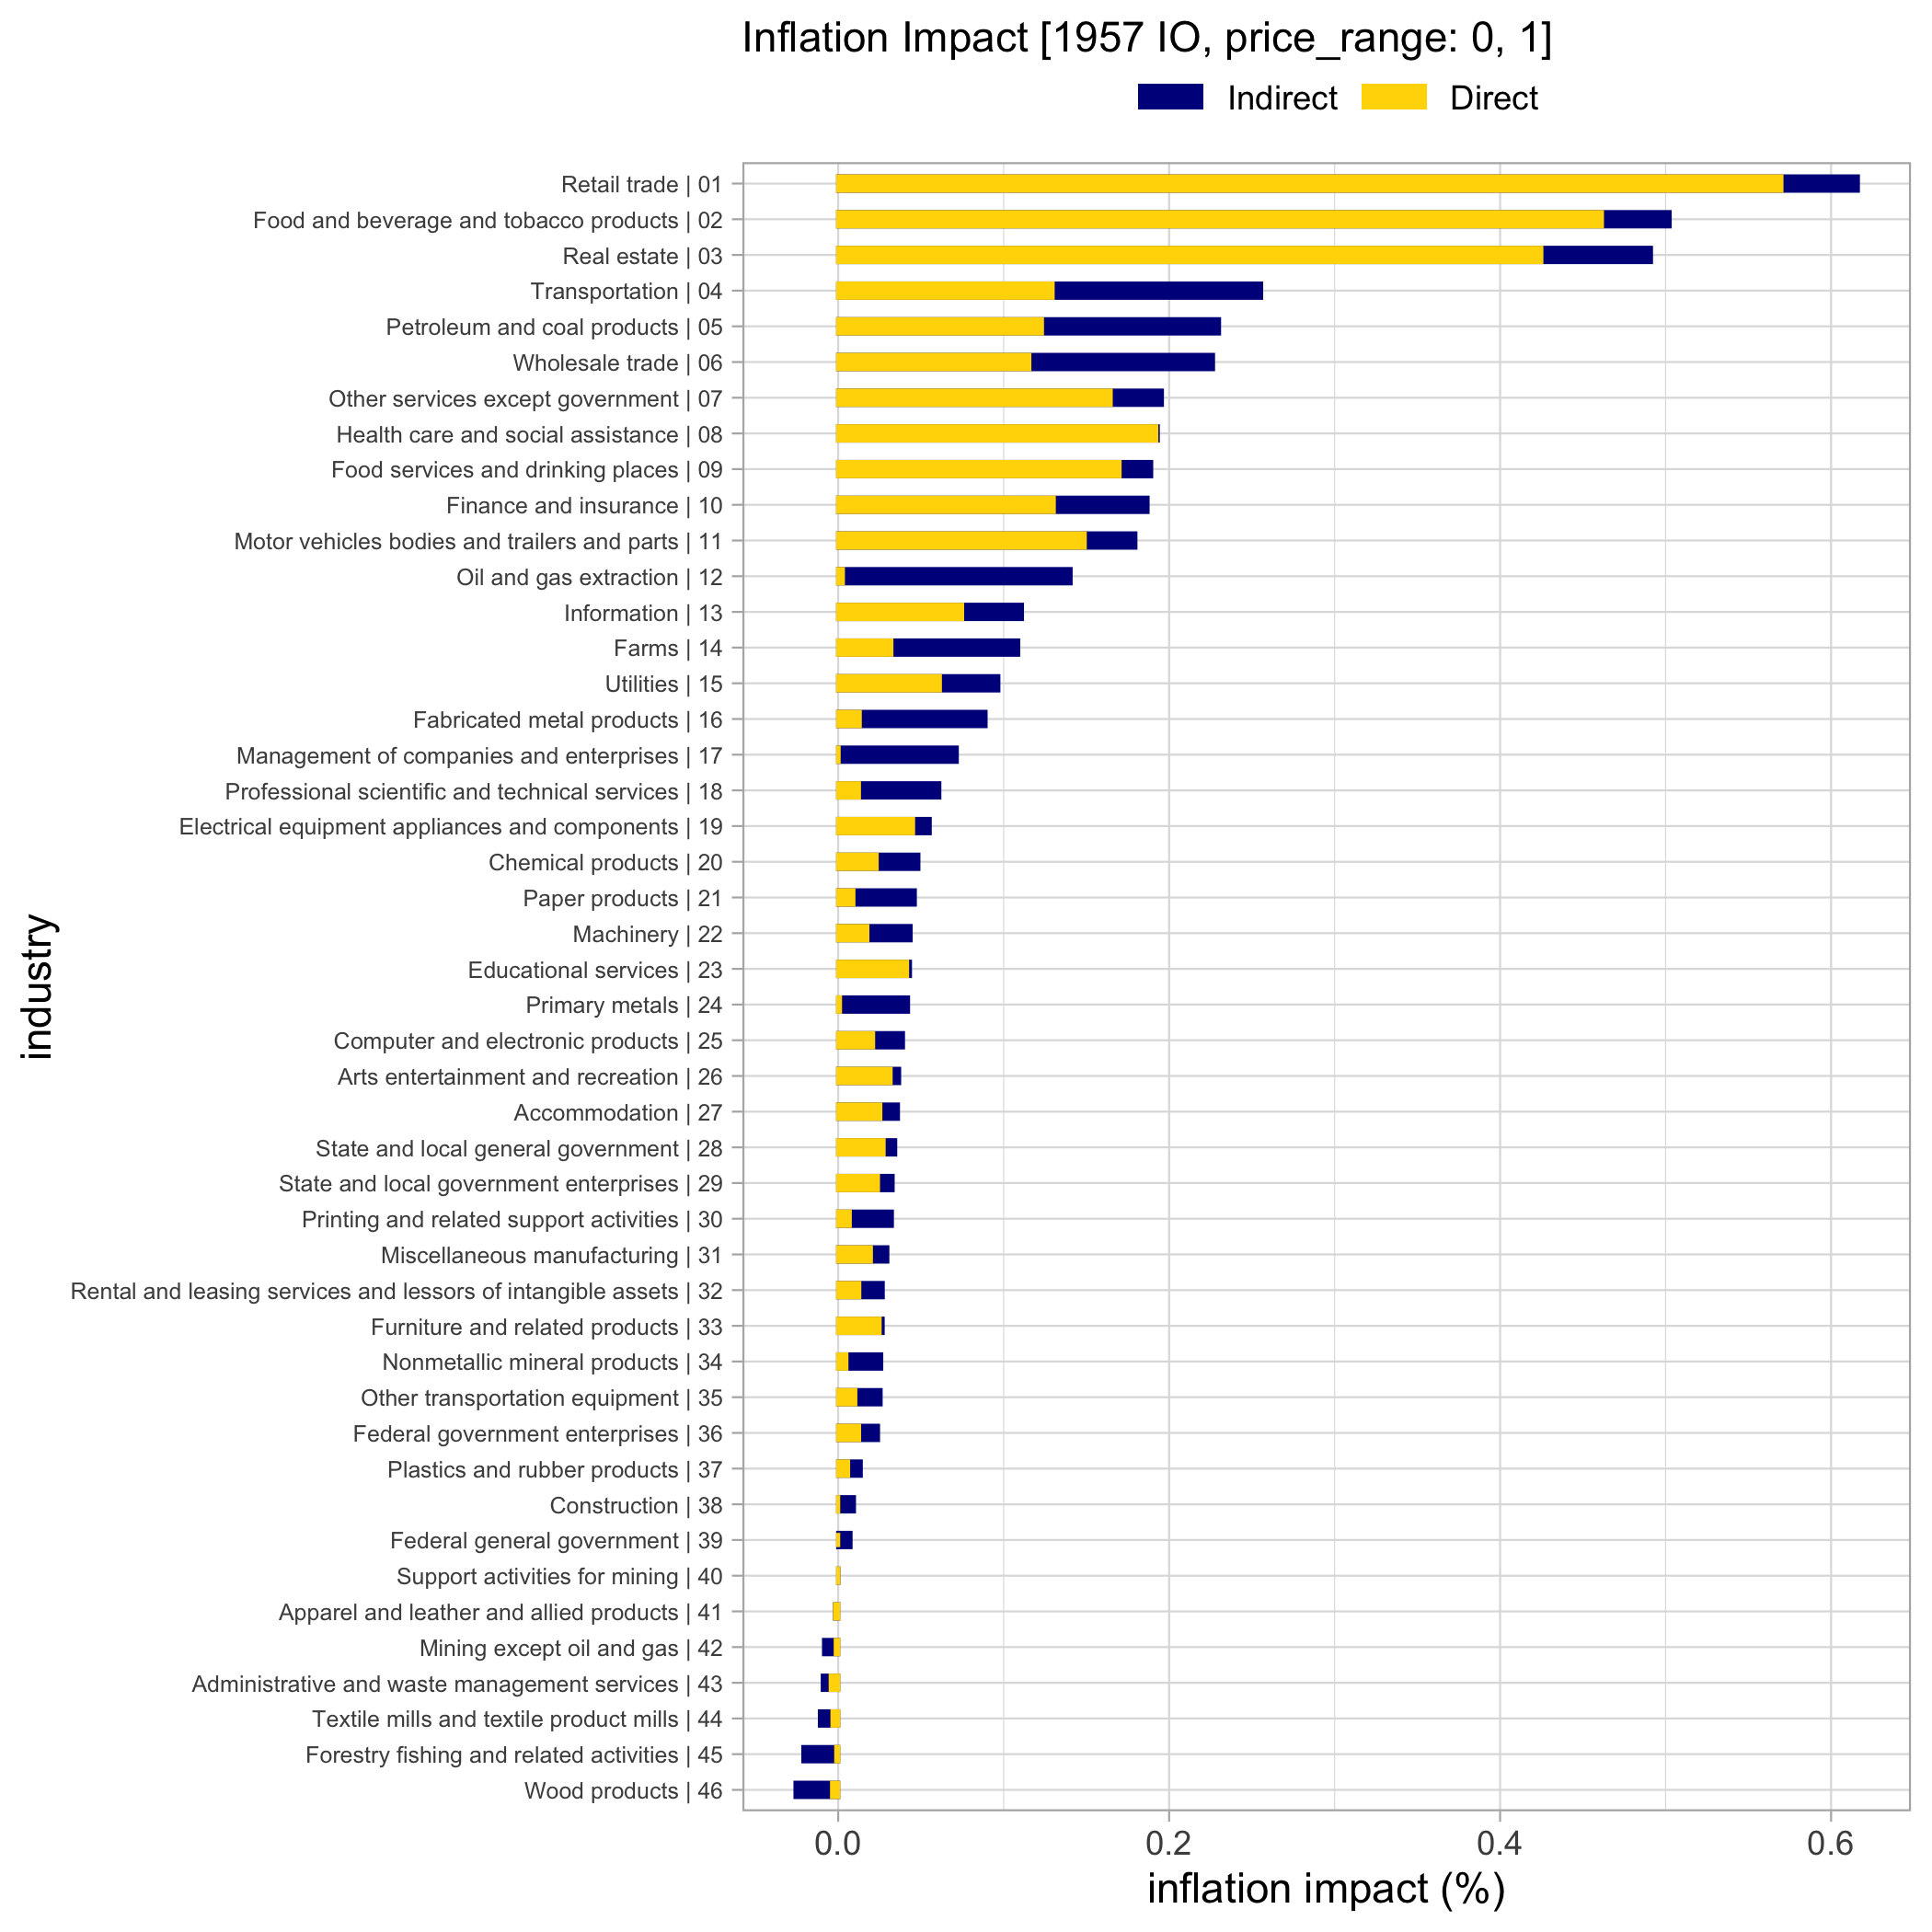 Inflation Impact [1957 IO, price_range: 0, 1]
Indirect
Direct
Retail trade | 01
Food and beverage and tobacco products | 02
Real estate | 03
Transportation | 04
Petroleum and coal products | 05
Wholesale trade | 06
Other services except government | 07
Health care and social assistance | 08
Food services and drinking places | 09
Finance and insurance | 10
Motor vehicles bodies and trailers and parts | 11
Oil and gas extraction | 12
Information | 13
Farms | 14
Utilities | 15
Fabricated metal products | 16
Management of companies and enterprises | 17
Professional scientific and technical services | 18
Electrical equipment appliances and components | 19
Chemical products | 20
Paper products | 21
Machinery | 22
Educational services | 23
Primary metals | 24
Computer and electronic products | 25
Arts entertainment and recreation | 26
Accommodation | 27
State and local general government | 28
State and local government enterprises | 29
Printing and related support activities | 30
Miscellaneous manufacturing | 31
Rental and leasing services and lessors of intangible assets | 32
Furniture and related products | 33
Nonmetallic mineral products | 34
Other transportation equipment | 35
Federal government enterprises | 36
Plastics and rubber products | 37
Construction | 38
Federal general government | 39
Support activities for mining | 40
Apparel and leather and allied products | 41
Mining except oil and gas | 42
Administrative and waste management services | 43
Textile mills and textile product mills | 44
Forestry fishing and related activities | 45
Wood products | 46
industry
0.0
0.2
0.4
0.6
inflation impact (%)